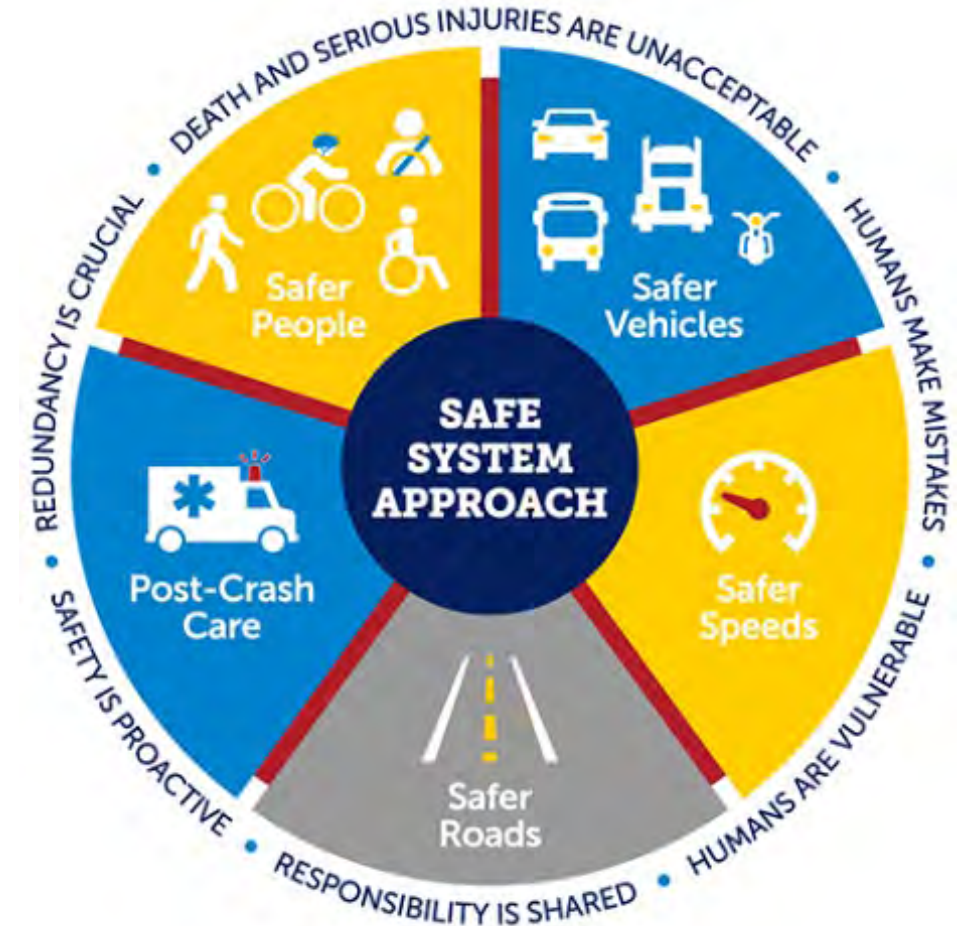 DEATH AND SERIOUS INJURIES ARE UNACCEPTABLE
HUMANS MAKE MISTAKES
HUMANS ARE VULNERABLE
RESPONSIBILITY IS SHARED
SAFETY IS PROACTIVE
REDUNDANCY IS CRUCIAL
Safer
People
Safer
Vehicles
SAFE
SYSTEM
APPROACH
Post-Crash
Care
Safer
Speeds
Safer
Roads